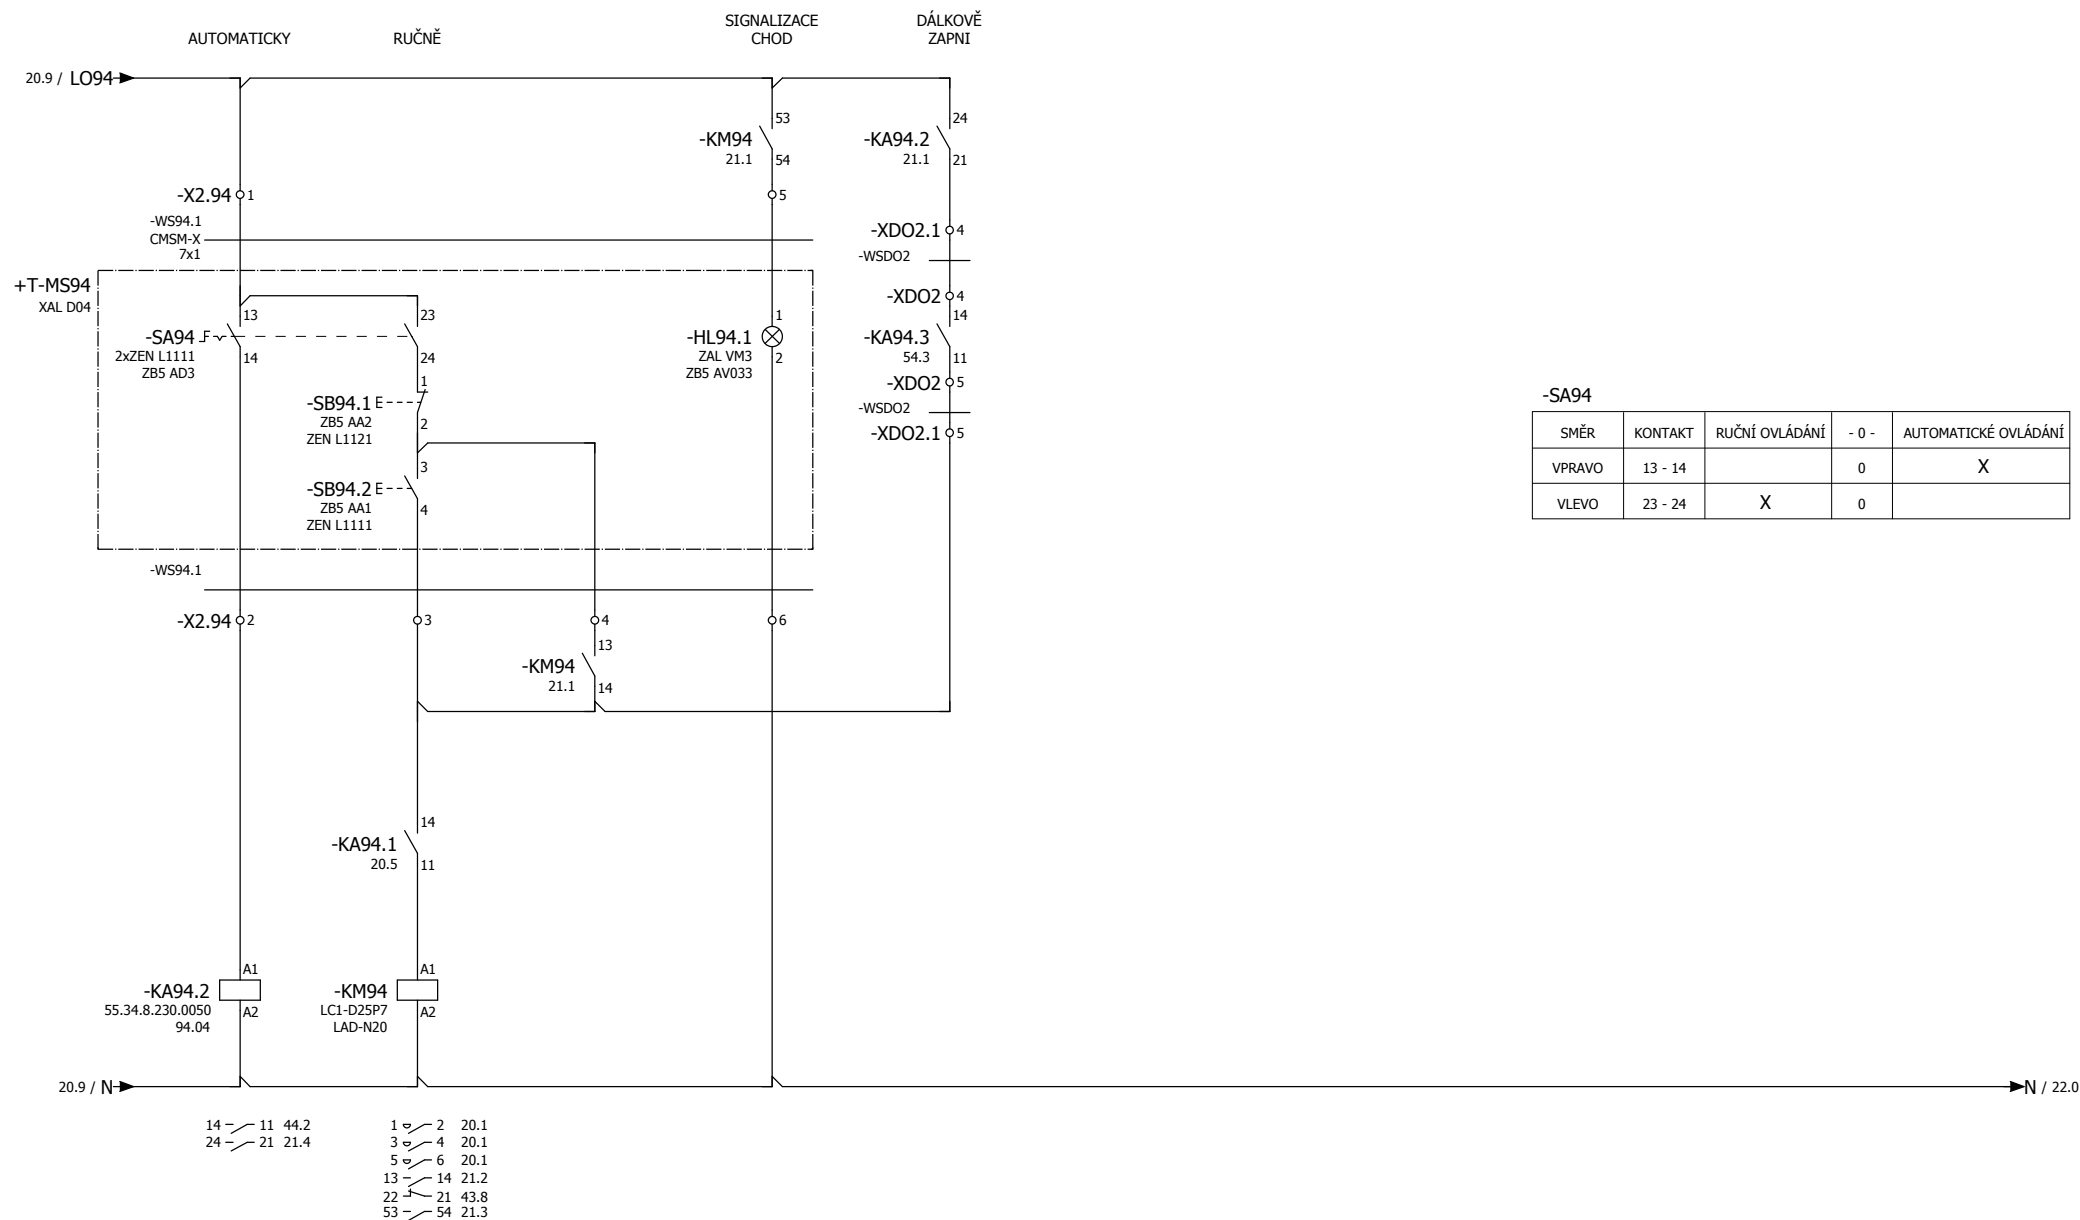 AUTOMATICKY
RUČNĚ
SIGNALIZACE
CHOD
DÁLKOVĚ
ZAPNI
20.9 / LO94
53
-KM94
21.1
54
24
-KA94.2
21.1
21
-X2.94
1
5
-WS94.1
CMSM-X
7x1
-XDO2.1
4
-WSDO2
+T-MS94
XAL D04
-XDO2
4
13
-SA94
2xZEN L1111
ZB5 AD3
14
23
24
1
-HL94.1
ZAL VM3
ZB5 AV033
2
14
-KA94.3
54.3
11
-XDO2
5
-WSDO2
-XDO2.1
5
1
-SB94.1
ZB5 AA2
ZEN L1121
2
3
-SB94.2
ZB5 AA1
ZEN L1111
4
-SA94
SMĚR KONTAKT RUČNÍ OVLÁDÁNÍ - 0 - AUTOMATICKÉ OVLÁDÁNÍ
VPRAVO 13 - 14 0 X
VLEVO 23 - 24 X 0
-WS94.1
-X2.94
2
3
4
6
13
-KM94
21.1
14
14
-KA94.1
20.5
11
A1
-KA94.2
55.34.8.230.0050
94.04
A2
A1
-KM94
LC1-D25P7
LAD-N20
A2
20.9 / N
N / 22.0
14 11 44.2
24 21 21.4
1 2 20.1
3 4 20.1
5 6 20.1
13 14 21.2
22 21 43.8
53 54 21.3